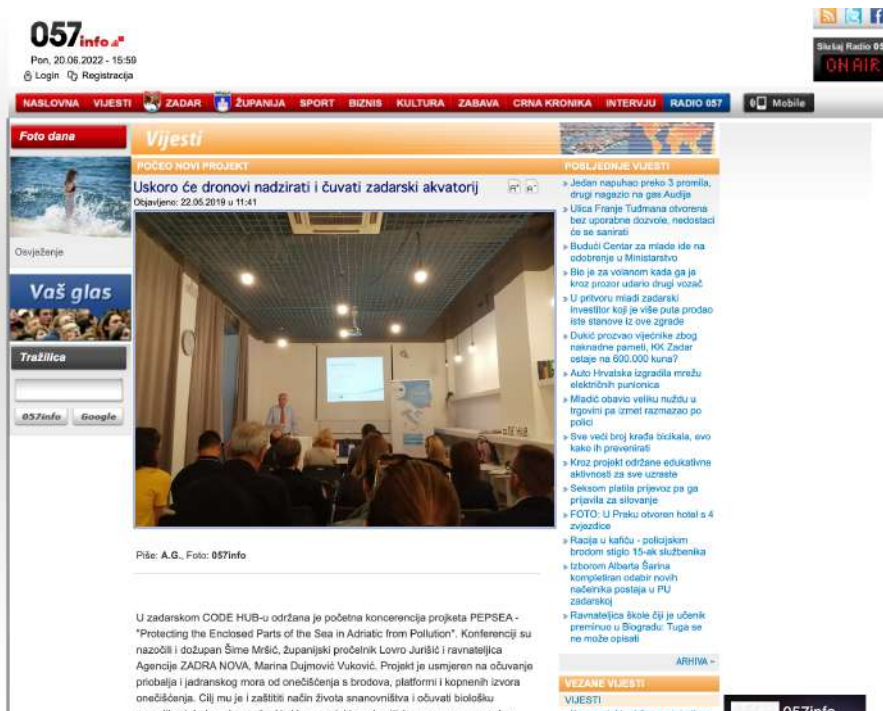 057info
Pon, 20.06.2022 - 15:59
Login Registracija
Slušaj Radio 05
ON AIR
NASLOVNA VIJESTI ZADAR ŽUPANIJA SPORT BIZNIS KULTURA ZABAVA CRNA KRONIKA INTERVJU RADIO 057 Mobile
Foto dana
Osvježenje
Vaš glas
Tražilica
057info Google
Vijesti
POČEO NOVI PROJEKT
Uskoro će dronovi nadzirati i čuvati zadarski akvatorij
Objavljeno: 22.05.2019 u 11:41
Piše: A.G., Foto: 057info
U zadarskom CODE HUB-u održana je početna koncerencija projketa PEPSEA -
"Protecting the Enclosed Parts of the Sea in Adriatic from Pollution". Konferenciji su
nazočili i dožupan Šime Mršić, županijski pročelnik Lovro Jurišić i ravnateljica
Agencije ZADRA NOVA, Marina Dujmović Vuković. Projekt je usmjeren na očuvanje
priobalja i jadranskog mora od onečišćenja s brodova, platformi i kopnenih izvora
onečišćenja. Cilj mu je i zaštititi način života snanovništva i očuvati biološku
POSLJEDNJE VIJESTI
» Jedan napuhao preko 3 promila,
drugi nagazio na gas Audija
» Ulica Franje Tuđmana otvorena
bez uporabne dozvole, nedostaci
će se sanirati
» Budući Centar za mlade ide na
odobrenje u Ministarstvo
» Bio je za volanom kada ga je
kroz prozor udario drugi vozač
» U pritvoru mladi zadarski
investitor koji je više puta prodao
iste stanove iz ove zgrade
» Dukić prozvao vijećnike zbog
naknadne pameti, KK Zadar
ostaje na 600.000 kuna?
» Auto Hrvatska izgradila mrežu
električnih punionica
» Mladić obavio veliku nuždu u
trgovini pa izmet razmazao po
polici
» Sve veći broj krađa bicikala, evo
kako ih prevenirati
» Kroz projekt održane edukativne
aktivnosti za sve uzraste
» Seksom platila prijevoz pa ga
prijavila za silovanje
» FOTO: U Preku otvoren hotel s 4
zvjezdice
» Racija u kafiću - policijskim
brodom stiglo 15-ak službenika
» Izborom Alberta Šarina
kompletiran odabir novih
načelnika postaja u PU
zadarskoj
» Ravnateljica škole čiji je učenik
preminuo u Biogradu: Tuga se
ne može opisati
ARHIVA »
VEZANE VIJESTI
VIJESTI
057info